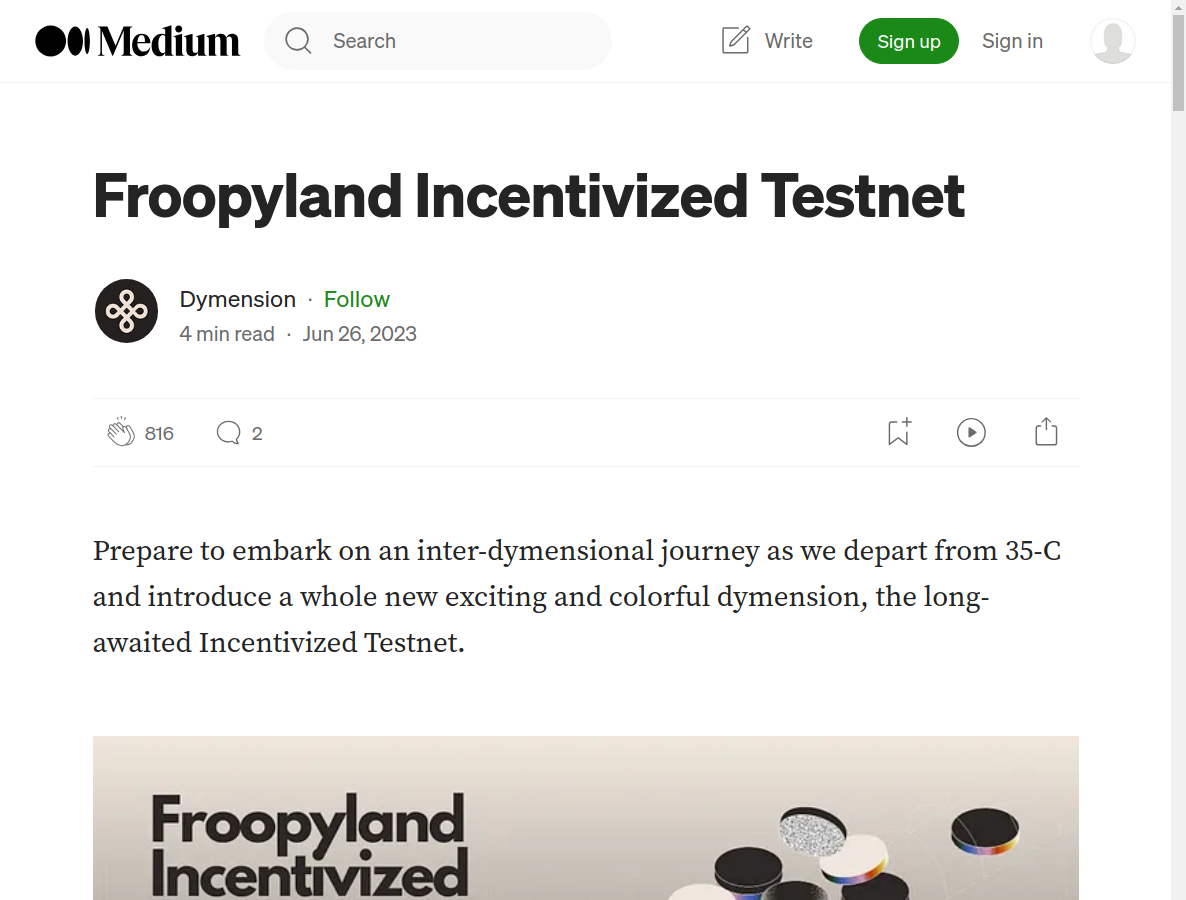 Medium
Search
Write
Sign up
Sign in
Froopyland Incentivized Testnet
Dymension · Follow
4 min read · Jun 26, 2023
816
2
Prepare to embark on an inter-dymensional journey as we depart from 35-C
and introduce a whole new exciting and colorful dymension, the long-
awaited Incentivized Testnet.
Froopyland
Incentivized